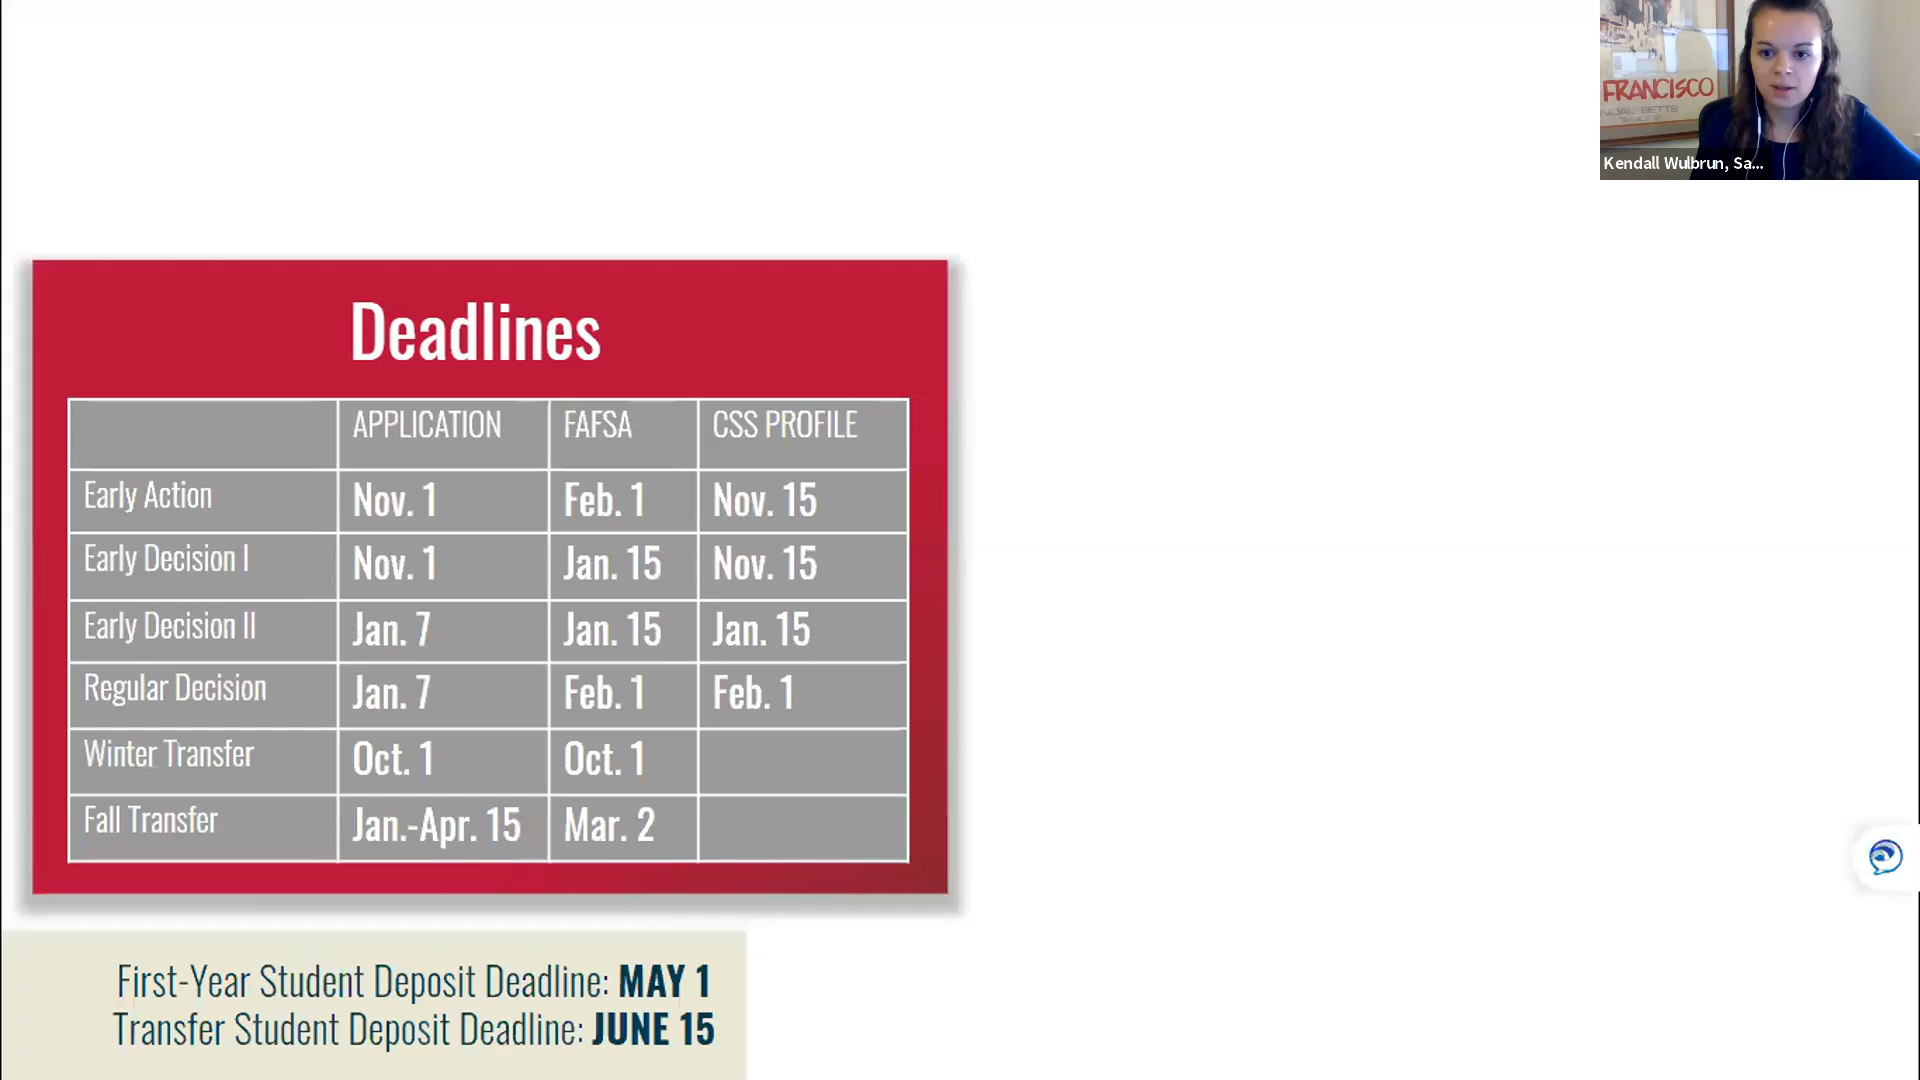 FRANCISCO
Kendall Wulbrun, Sa...
Deadlines
APPLICATION FAFSA CSS PROFILE
Early Action Nov. 1 Feb. 1 Nov. 15
Early Decision I Nov. 1 Jan. 15 Nov. 15
Early Decision II Jan. 7 Jan. 15 Jan. 15
Regular Decision Jan. 7 Feb. 1 Feb. 1
Winter Transfer Oct. 1 Oct. 1
Fall Transfer Jan.-Apr. 15 Mar. 2
First-Year Student Deposit Deadline: MAY 1
Transfer Student Deposit Deadline: JUNE 15